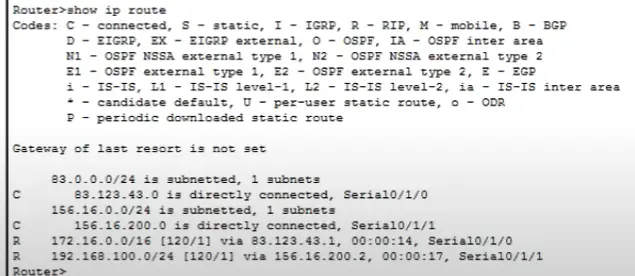 Router>show ip route
Codes: C - connected, S - static, I - IGRP, R - RIP, M - mobile, B - BGP
D - EIGRP, EX - EIGRP external, O - OSPF, IA - OSPF inter area
N1 - OSPF NSSA external type 1, N2 - OSPF NSSA external type 2
E1 - OSPF external type 1, E2 - OSPF external type 2, E - EGP
i - IS-IS, L1 - IS-IS level-1, L2 - IS-IS level-2, ia - IS-IS inter area
* - candidate default, U - per-user static route, o - ODR
P - periodic downloaded static route
Gateway of last resort is not set
83.0.0.0/24 is subnetted, 1 subnets
C 83.123.43.0 is directly connected, Serial0/1/0
156.16.0.0/24 is subnetted, 1 subnets
C 156.16.200.0 is directly connected, Serial0/1/1
R 172.16.0.0/16 [120/1] via 83.123.43.1, 00:00:14, Serial0/1/0
R 192.168.100.0/24 [120/1] via 156.16.200.2, 00:00:17, Serial0/1/1
Router>